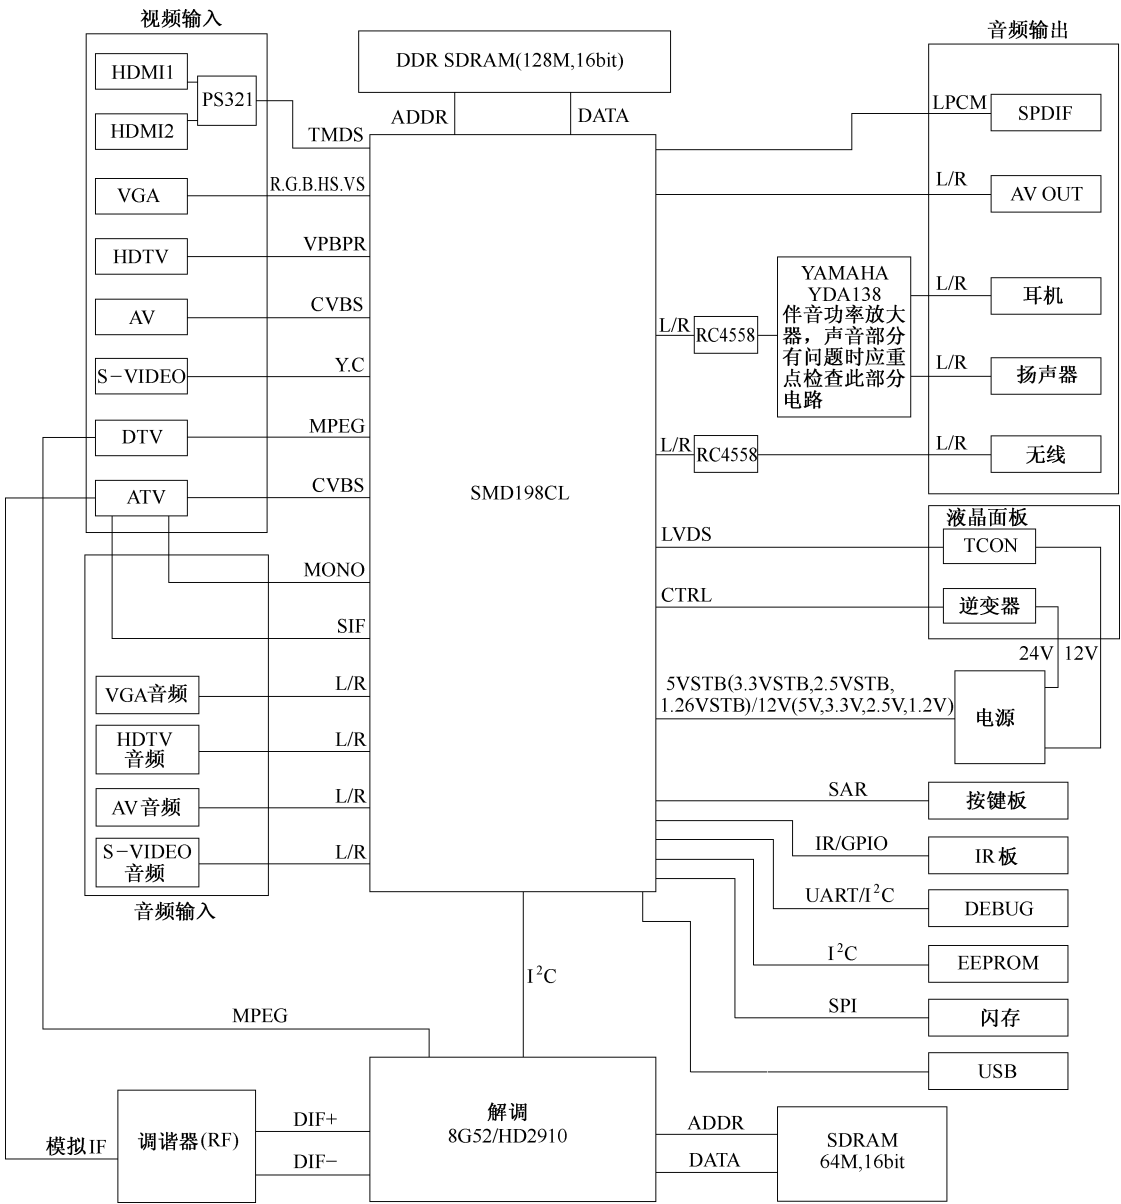 视频输入
HDMI1
HDMI2
PS321
TMDS
VGA
R.G.B.HS.VS
HDTV
VPBPR
AV
CVBS
S-VIDEO
Y.C
DTV
MPEG
ATV
CVBS
MONO
SIF
VGA音频
L/R
HDTV
音频
L/R
AV音频
L/R
S-VIDEO
音频
L/R
音频输入
DDR SDRAM(128M,16bit)
ADDR
DATA
SMD198CL
音频输出
LPCM
SPDIF
L/R
AV OUT
L/R
RC4558
YAMAHA
YDA138
伴音功率放大
器，声音部分
有问题时应重
点检查此部分
电路
L/R
耳机
L/R
扬声器
L/R
RC4558
L/R
无线
液晶面板
LVDS
TCON
CTRL
逆变器
24V
12V
5VSTB(3.3VSTB,2.5VSTB,
1.26VSTB)/12V(5V,3.3V,2.5V,1.2V)
电源
SAR
按键板
IR/GPIO
IR板
UART/I²C
DEBUG
I²C
EEPROM
SPI
闪存
USB
I²C
MPEG
模拟IF
调谐器(RF)
DIF+
DIF−
解调
8G52/HD2910
ADDR
DATA
SDRAM
64M,16bit